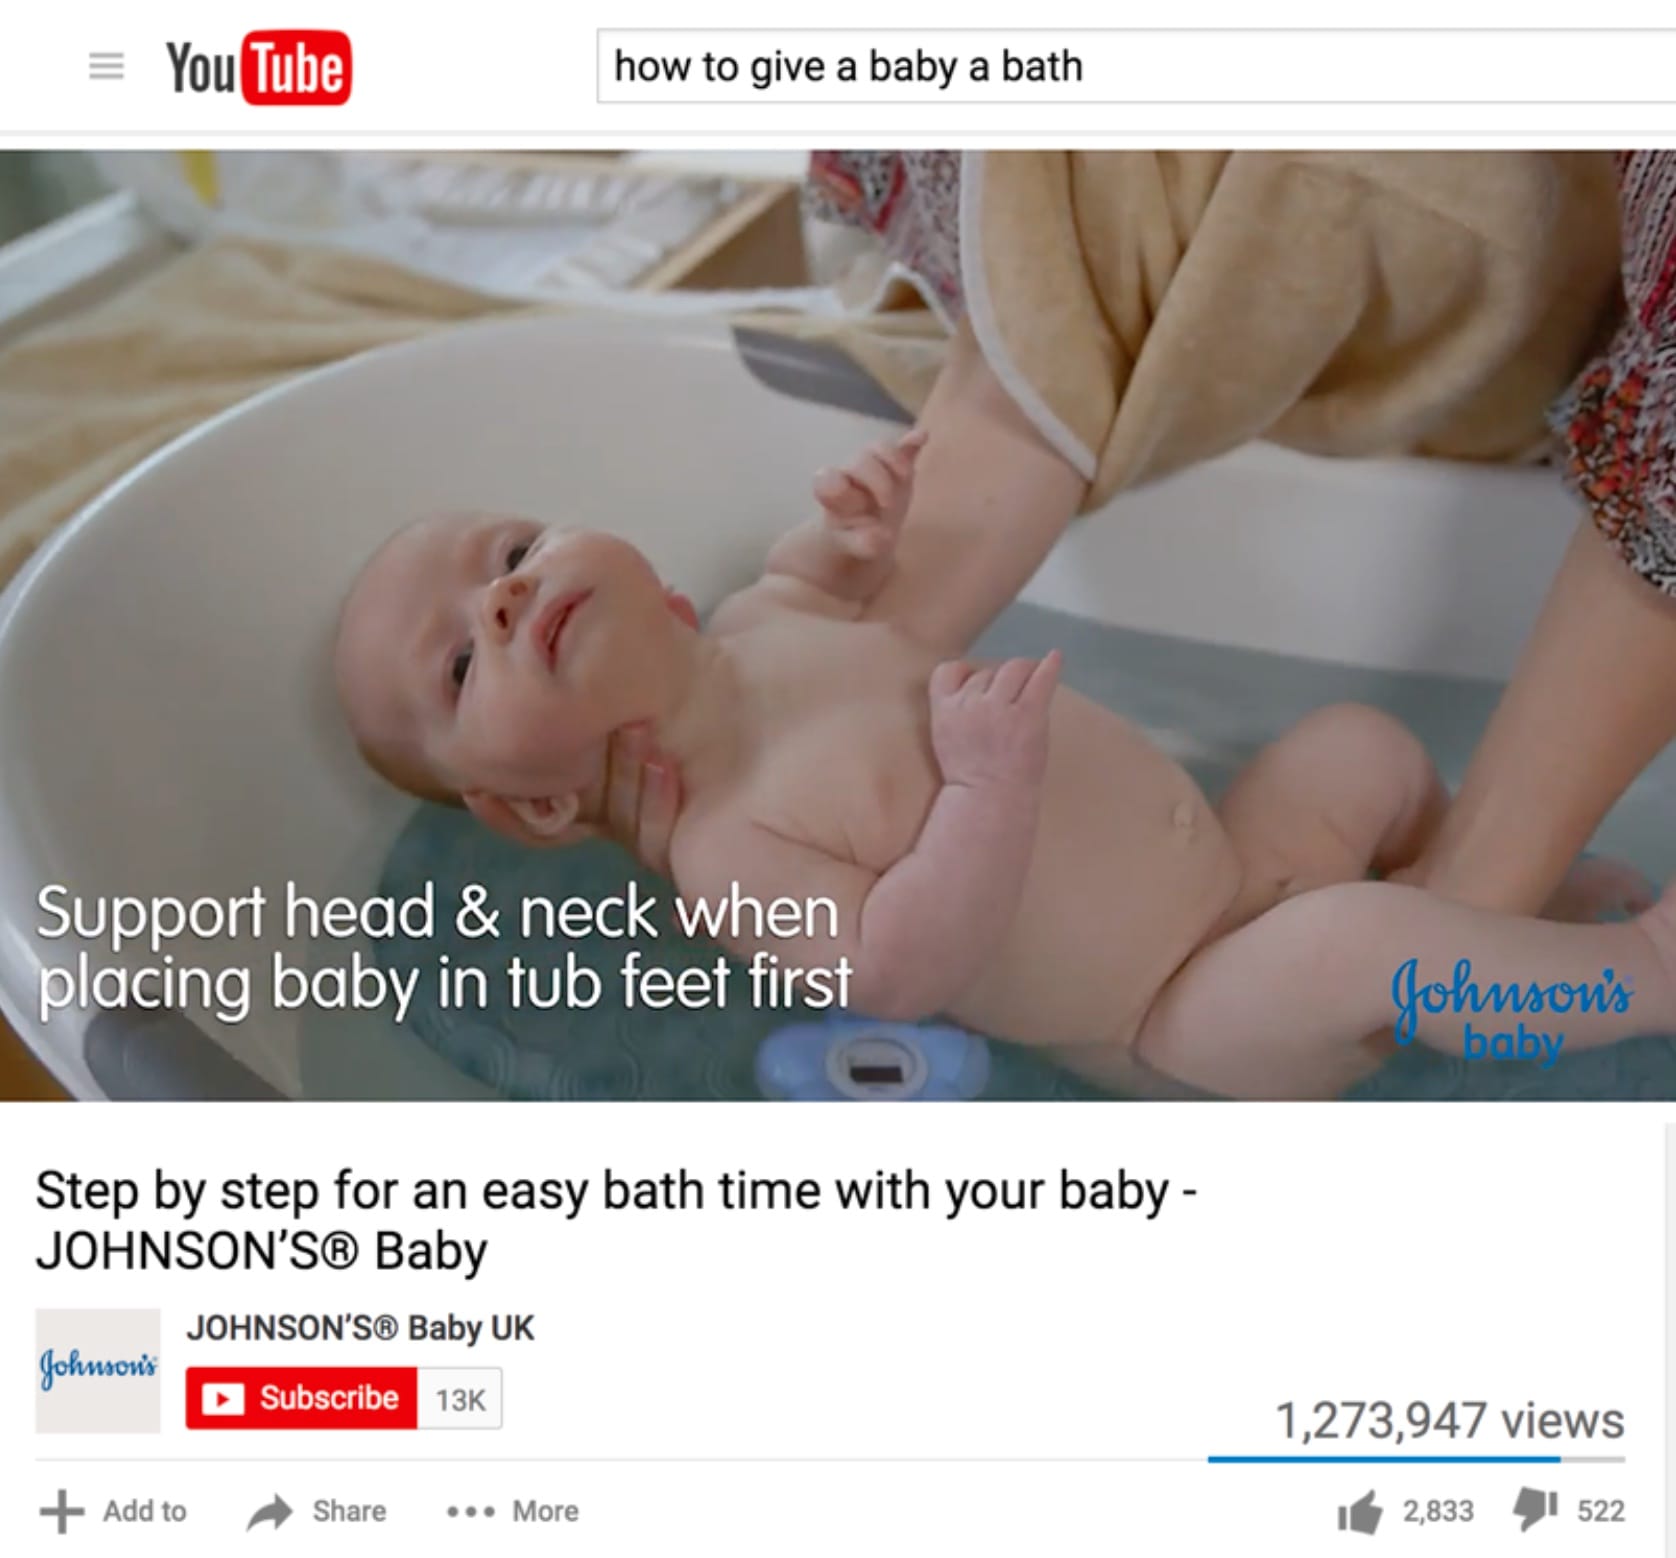 YouTube
how to give a baby a bath
Support head & neck when
placing baby in tub feet first
Johnson's
baby
Step by step for an easy bath time with your baby -
JOHNSON'S® Baby
Johnson's
JOHNSON'S® Baby UK
Subscribe 13K
1,273,947 views
Add to Share More 2,833 522